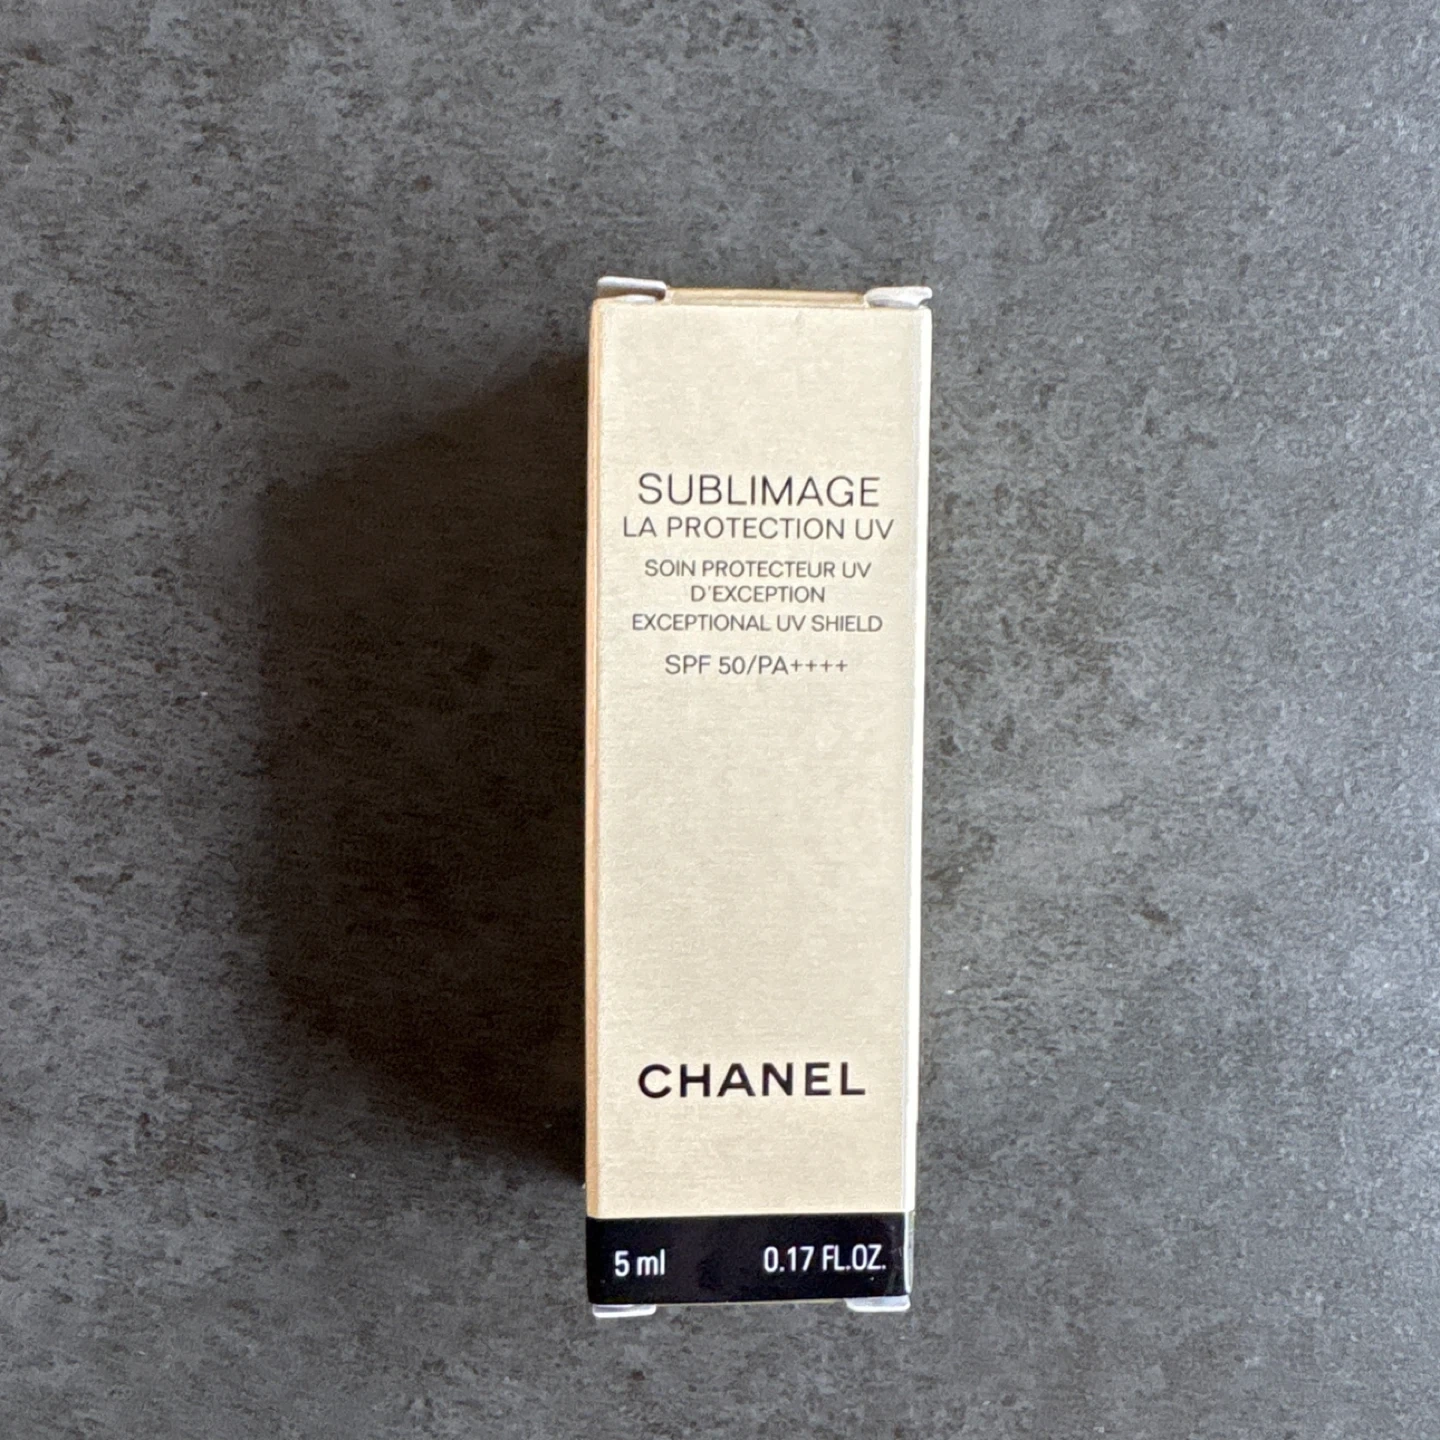 SUBLIMAGE
LA PROTECTION UV
SOIN PROTECTEUR UV
D'EXCEPTION
EXCEPTIONAL UV SHIELD
SPF 50/PA++++
CHANEL
5 ml 0.17 FL.OZ.